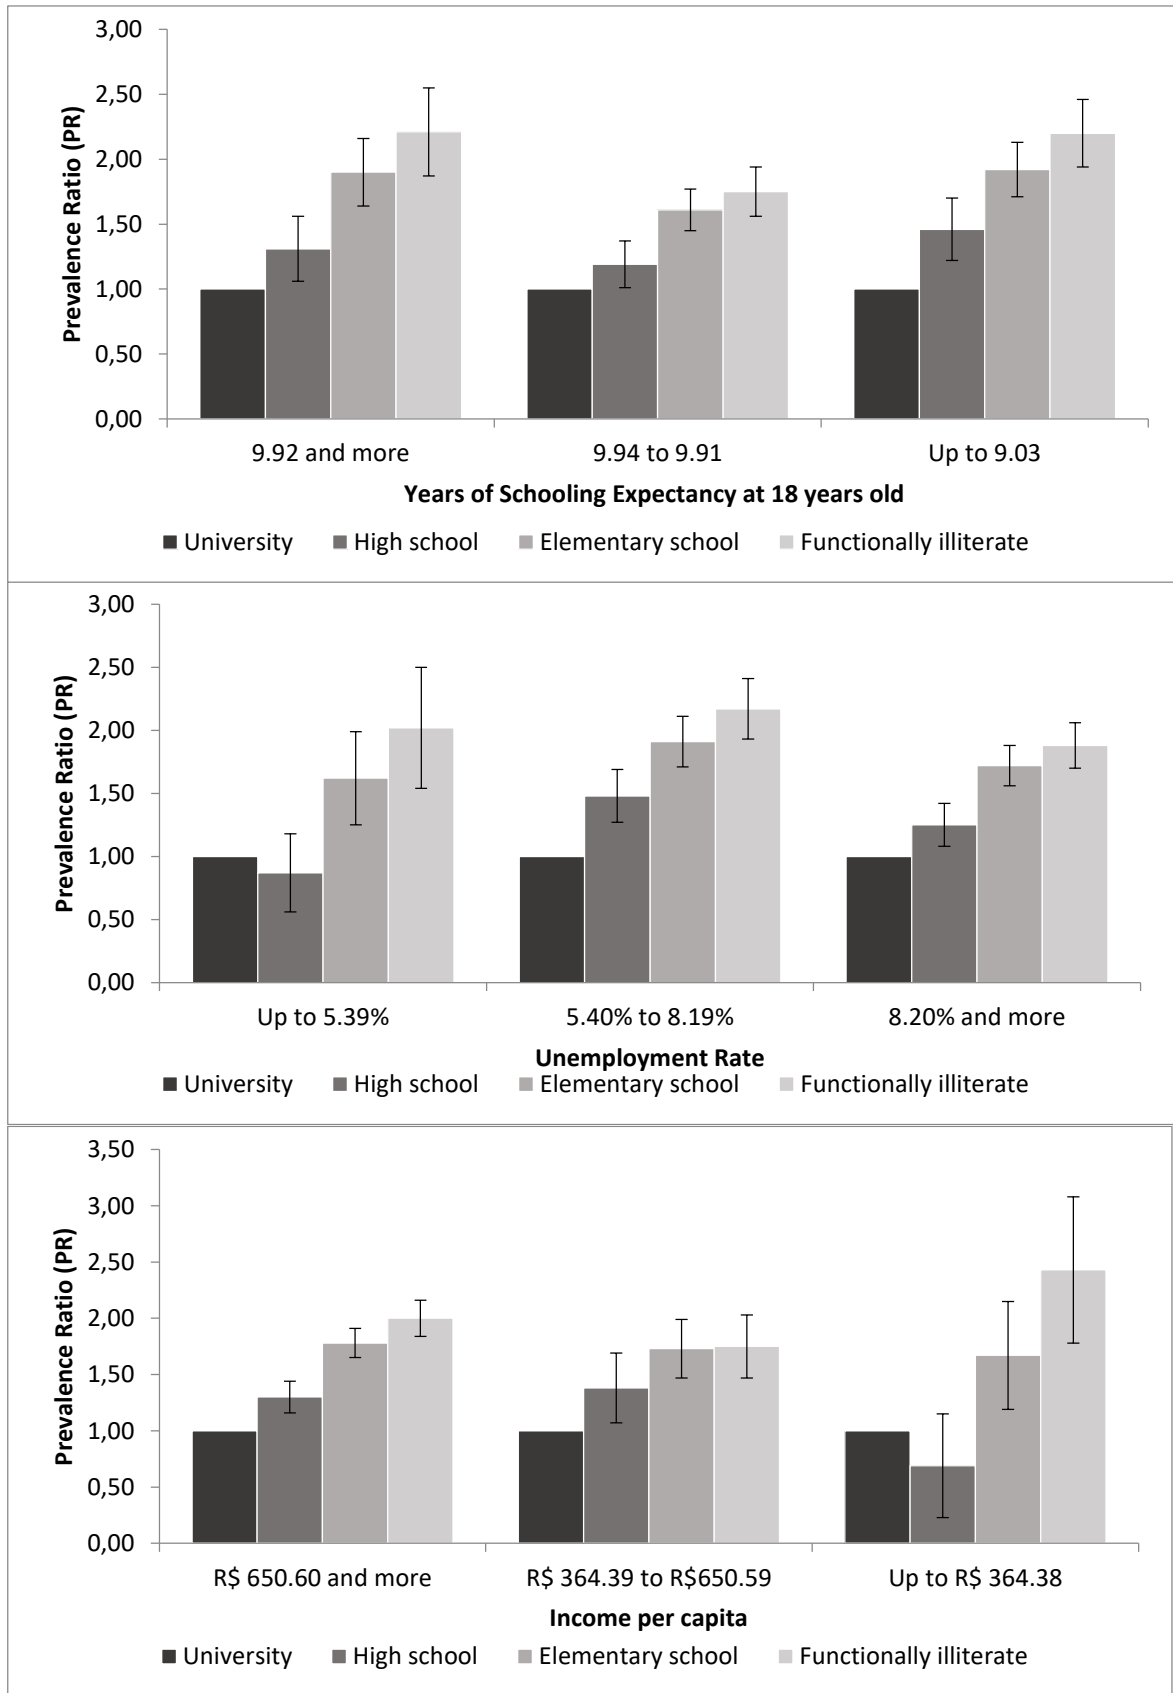 3,00
2,50
2,00
1,50
1,00
0,50
0,00
Prevalence Ratio (PR)
9.92 and more 9.94 to 9.91 Up to 9.03
Years of Schooling Expectancy at 18 years old
University High school Elementary school Functionally illiterate
3,00
2,50
2,00
1,50
1,00
0,50
0,00
Prevalence Ratio (PR)
Up to 5.39% 5.40% to 8.19% 8.20% and more
Unemployment Rate
University High school Elementary school Functionally illiterate
3,50
3,00
2,50
2,00
1,50
1,00
0,50
0,00
Prevalence Ratio (PR)
R$ 650.60 and more R$ 364.39 to R$650.59 Up to R$ 364.38
Income per capita
University High school Elementary school Functionally illiterate